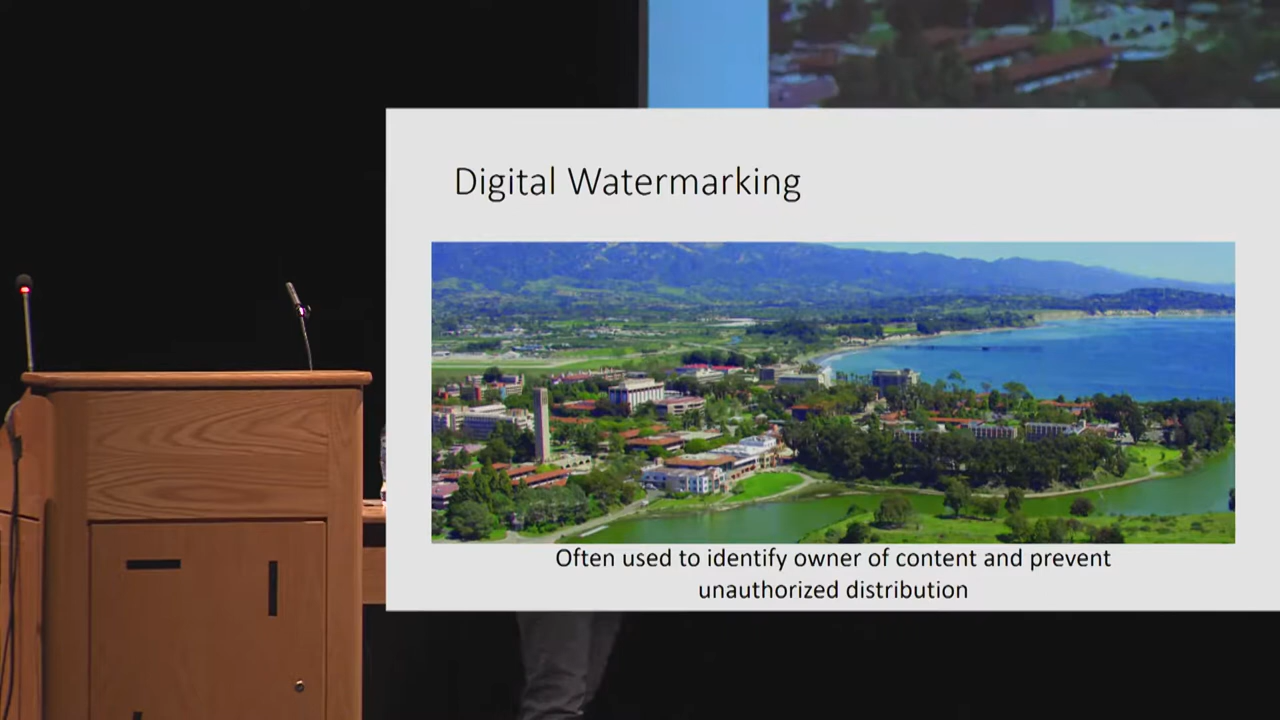 Digital Watermarking
Often used to identify owner of content and prevent
unauthorized distribution